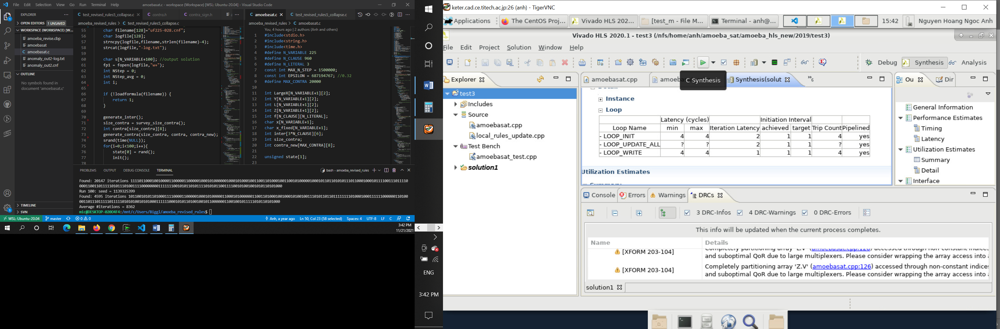 File Edit Selection View Go Run Terminal Help
amoebasat.c - workspace (Workspace) [WSL: Ubuntu-20.04] - Visual Studio Code
EXPLORER
OPEN EDITORS 1 UNSAVED
WORKSPACE (WORKSPACE) [W...
amoeba_revise.cbp
amoebasat
amoebasat.c
anomaly_out2-log.txt
anomaly_out2.cnf
OUTLINE
No symbols found in
document 'amoebasat.c'
TIMELINE
SVN
test_revised_rules5_collapse.c contra.h contra_sign.h
amoeba_revised_rules > test_revised_rules5_collapse.c
55 char filename[128]="uf225-028.cnf";
56 char logfile[128];
57 strncpy(logfile,filename,strlen(filename)-4);
58 strcat(logfile,"-log.txt");
59
60 char s[N_VARIABLE+100]; //output solution
61 fp1 = fopen(logfile,"w+");
62 int NStep = 0;
63 int NStep_avg = 0;
64 int i;
65
66 if (!loadformula(filename)) {
67 return 1;
68 }
69
70 generate_inter();
71 size_contra = survey_size_contra();
72 int contra[size_contra][8];
73 generate_contra(size_contra, contra, contra_new);
74 srand(time(NULL));
75 for(i=0;i<100;i++){
76 state[0] = rand();
77 init();
78
amoebasat.c test_revised_rules5_collapse.c
amoeba_revised_rules > amoebasat.c
You, 4 hours ago | 2 authors (Anh and others)
1 #include<stdio.h>
2 #include<string.h>
3 #include<time.h>
4 #define N_VARIABLE 225
5 #define N_CLAUSE 960
6 #define N_LITERAL 3
7 const int MAX_N_STEP = 1500000;
8 const int EPSILON = 687194767; //0.32
9 #define MAX_CONTRA 20000
10
11 int LargeX[N_VARIABLE+1][2];
12 int Y[N_VARIABLE+1][2];
13 int L[N_VARIABLE+1][2];
14 int Z[N_VARIABLE+1][2];
15 int f[N_CLAUSE][N_LITERAL];
16 char x[N_VARIABLE+1];
17 char x_fixed[N_VARIABLE+1];
18 int inter[3*N_CLAUSE][6];
19 int size_contra;
20 int contra_new[MAX_CONTRA][8];
21
22 unsigned state[1];
23
PROBLEMS OUTPUT DEBUG CONSOLE TERMINAL
bash - amoeba_revised_rules
Found: 20147 iterations
Run 100: seed = 1139325399
Found: 4595 iterations
Average #iterations = 8362
mic@DESKTOP-02004F4:/mnt/c/Users/Biggl/amoeba_revised_rules$
WSL: Ubuntu-20.04 master 0 0 Anh, a year ago Ln 50, Col 23 (58 selected) Spaces: 4 UTF-8 LF C
3:42 PM
11/21/2021
ENG
3:42 PM
keter.cad.ce.titech.ac.jp:26 (anh) - TigerVNC
Applications The CentOS Proj... Vivado HLS 202... [test_m - File M... Terminal - anh@... 15:42 Nguyen Hoang Ngoc Anh
Vivado HLS 2020.1 - test3 (/nfs/home/anh/amoeba_sat/amoeba_hls_new/2019/test3)
File Edit Project Solution Window Help
Debug Synthesis Analysis
C Synthesis
Explorer
test3
Includes
Source
amoebasat.cpp
local_rules_update.cpp
Test Bench
amoebasat_test.cpp
solution1
amoebasat.cpp Synthesis(solut 6
Detail
Instance
Loop
Latency (cycles) Initiation Interval
Loop Name min max Iteration Latency achieved target Trip Count Pipelined
- LOOP_INIT 4 4 2 1 1 4 yes
- LOOP_UPDATE_ALL ? ? 2 1 1 ? yes
- LOOP_WRITE 4 4 1 1 1 4 yes
Utilization Estimates
Summary
Ou Dir
General Information
Performance Estimates
Timing
Latency
Utilization Estimates
Summary
Detail
Interface
Console Errors Warnings DRCs
3 DRC-Infos 4 DRC-Warnings 0 DRC-Errors
This info will be updated when the current process completes.
Name Details
[XFORM 203-104] Completely partitioning array 'L.V' (amoebasat.cpp:126) accessed through non-constant indices
and suboptimal QoR due to large multiplexers. Please consider wrapping the array access into
[XFORM 203-104] Completely partitioning array 'Z.V' (amoebasat.cpp:126) accessed through non-constant indices
and suboptimal QoR due to large multiplexers. Please consider wrapping the array access into
solution1